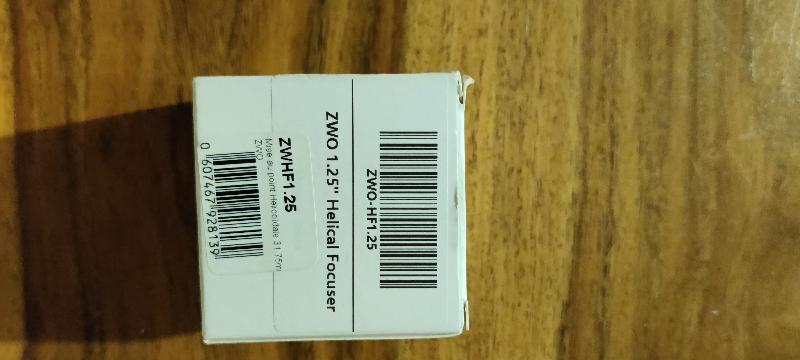 ZWO-HF1.25
ZWO 1.25" Helical Focuser
ZWHF1.25
Mise au point Hélicoïdale 31.75m
ZWO
0 607467 928139